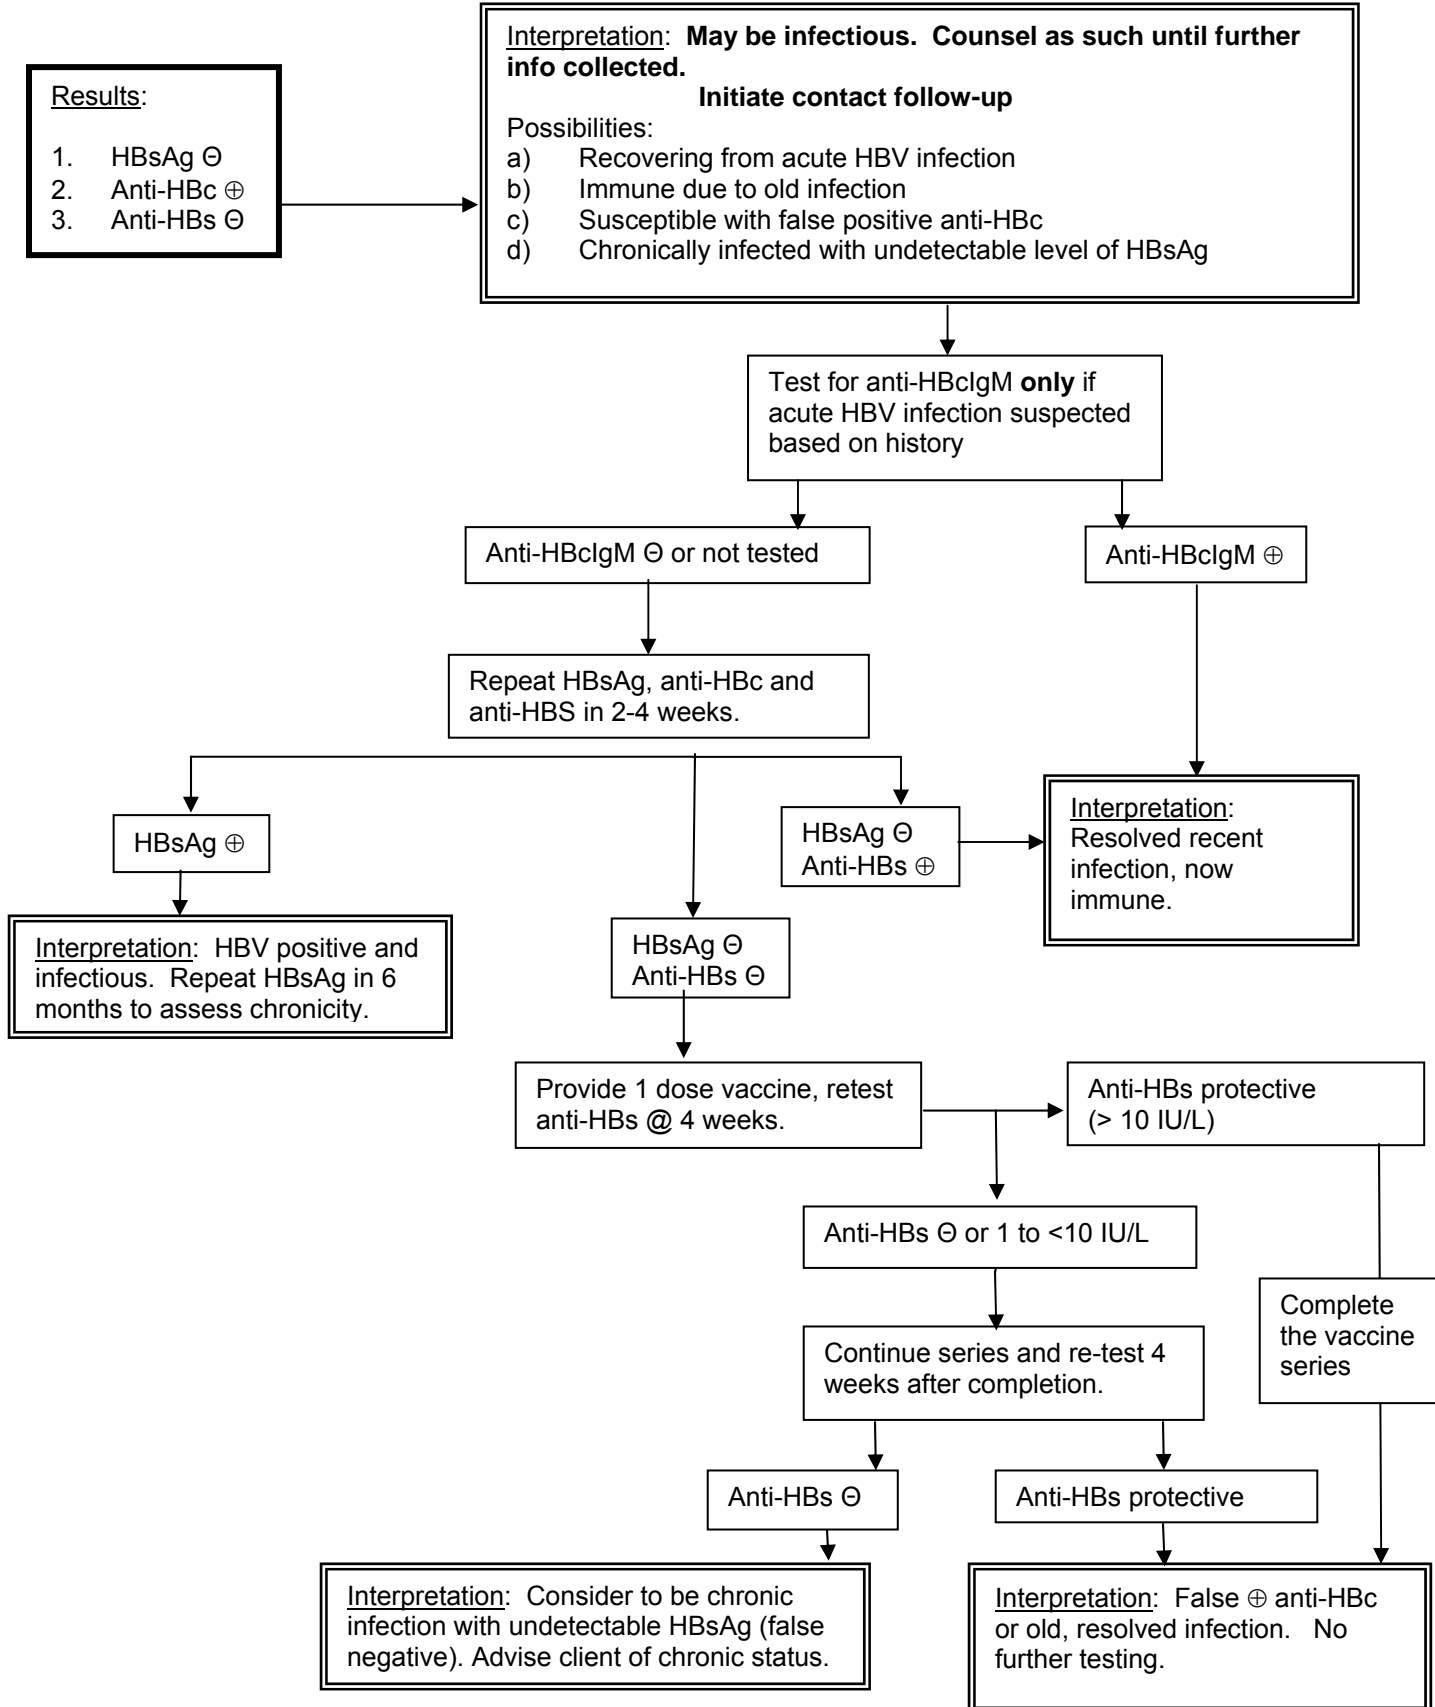 Results:
1. HBsAg Θ
2. Anti-HBc ⊕
3. Anti-HBs Θ
Interpretation: May be infectious. Counsel as such until further
info collected.
Initiate contact follow-up
Possibilities:
a) Recovering from acute HBV infection
b) Immune due to old infection
c) Susceptible with false positive anti-HBc
d) Chronically infected with undetectable level of HBsAg
Test for anti-HBcIgM only if
acute HBV infection suspected
based on history
Anti-HBcIgM Θ or not tested
Anti-HBcIgM ⊕
Repeat HBsAg, anti-HBc and
anti-HBS in 2-4 weeks.
HBsAg ⊕
HBsAg Θ
Anti-HBs ⊕
Interpretation:
Resolved recent
infection, now
immune.
Interpretation: HBV positive and
infectious. Repeat HBsAg in 6
months to assess chronicity.
HBsAg Θ
Anti-HBs Θ
Provide 1 dose vaccine, retest
anti-HBs @ 4 weeks.
Anti-HBs protective
(> 10 IU/L)
Anti-HBs Θ or 1 to <10 IU/L
Complete
the vaccine
series
Continue series and re-test 4
weeks after completion.
Anti-HBs Θ
Anti-HBs protective
Interpretation: Consider to be chronic
infection with undetectable HBsAg (false
negative). Advise client of chronic status.
Interpretation: False ⊕ anti-HBc
or old, resolved infection. No
further testing.